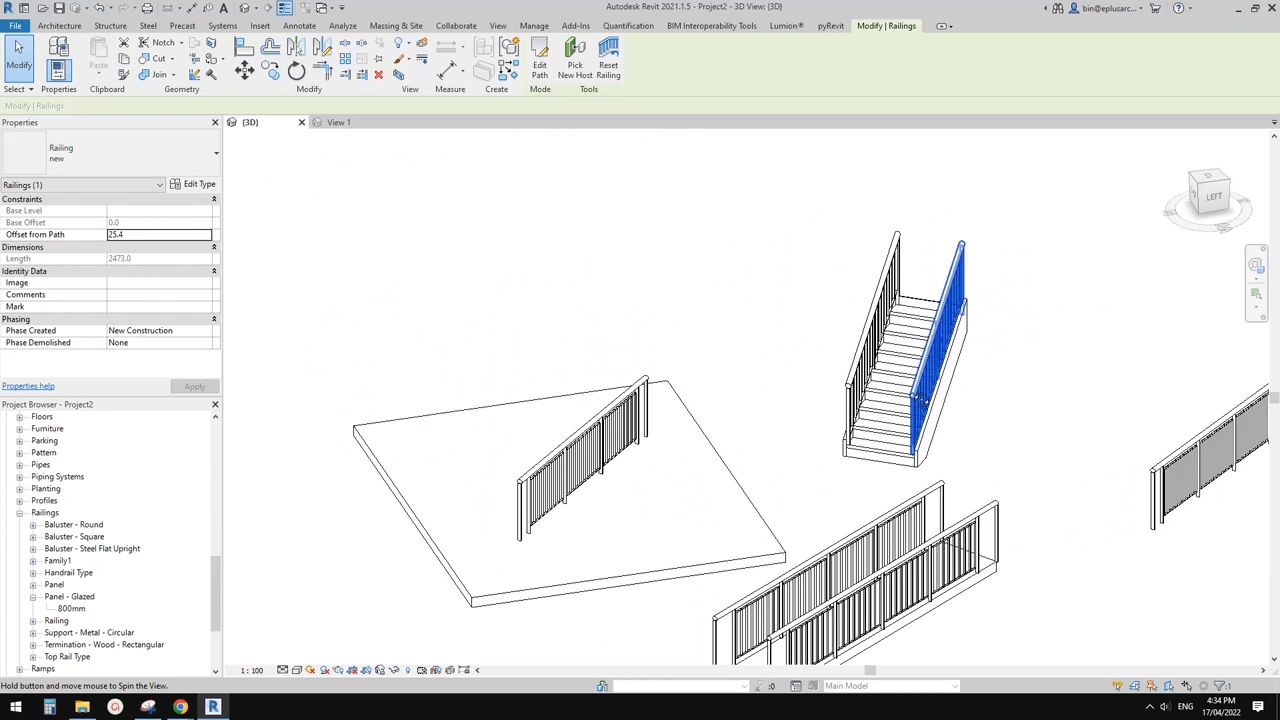 Autodesk Revit 2021.1.5 - Project2 - 3D View: {3D}
bin@eplusarc...
File Architecture Structure Steel Precast Systems Insert Annotate Analyze Massing & Site Collaborate View Manage Add-Ins Quantification BIM Interoperability Tools Lumion® pyRevit Modify | Railings
Modify
Paste
Notch
Cut
Join
Edit Path
Pick New Host
Reset Railing
Select Properties Clipboard Geometry Modify View Measure Create Mode Tools
Modify | Railings
Properties
{3D} View 1
Railing
new
Railings (1) Edit Type
Constraints
Base Level
Base Offset 0.0
Offset from Path 25.4
Dimensions
Length 2473.0
Identity Data
Image
Comments
Mark
Phasing
Phase Created New Construction
Phase Demolished None
Properties help Apply
Project Browser - Project2
Floors
Furniture
Parking
Pattern
Pipes
Piping Systems
Planting
Profiles
Railings
Baluster - Round
Baluster - Square
Baluster - Steel Flat Upright
Family1
Handrail Type
Panel
Panel - Glazed
800mm
Railing
Support - Metal - Circular
Termination - Wood - Rectangular
Top Rail Type
Ramps
LEFT
1 : 100
Hold button and move mouse to Spin the View.
:0 Main Model :1
ENG
4:34 PM
17/04/2022